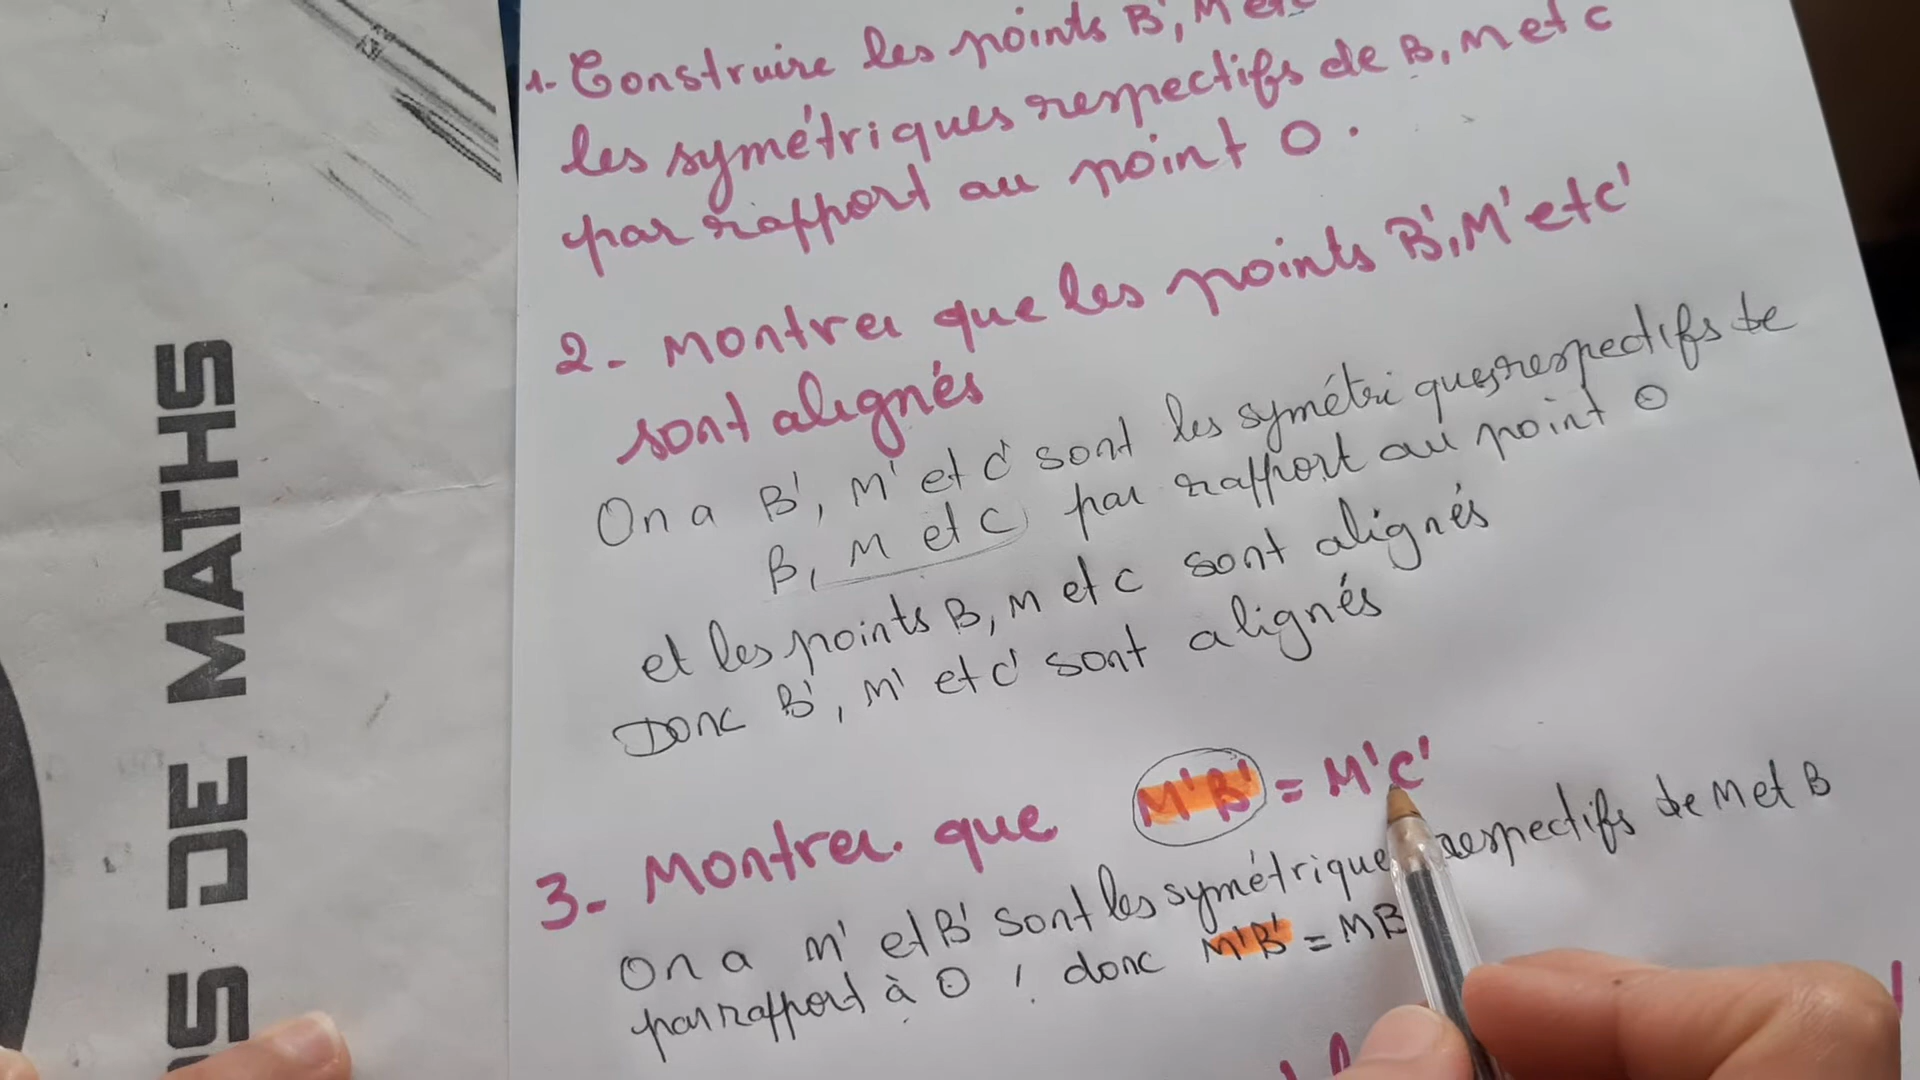 1- Construire les points B', M'
les symétriques respectifs de B, M et C
par rapport au point O.
2- Montrer que les points B', M' et C'
sont alignés
On a B', M' et C' sont les symétriques respectifs de
B, M et C par rapport au point O
et les points B, M et C sont alignés
Donc B', M' et C' sont alignés
3- Montrer que M'B' = M'C'
On a M' et B' sont les symétrique respectifs de M et B
par rapport à O, donc M'B' = MB
S DE MATHS